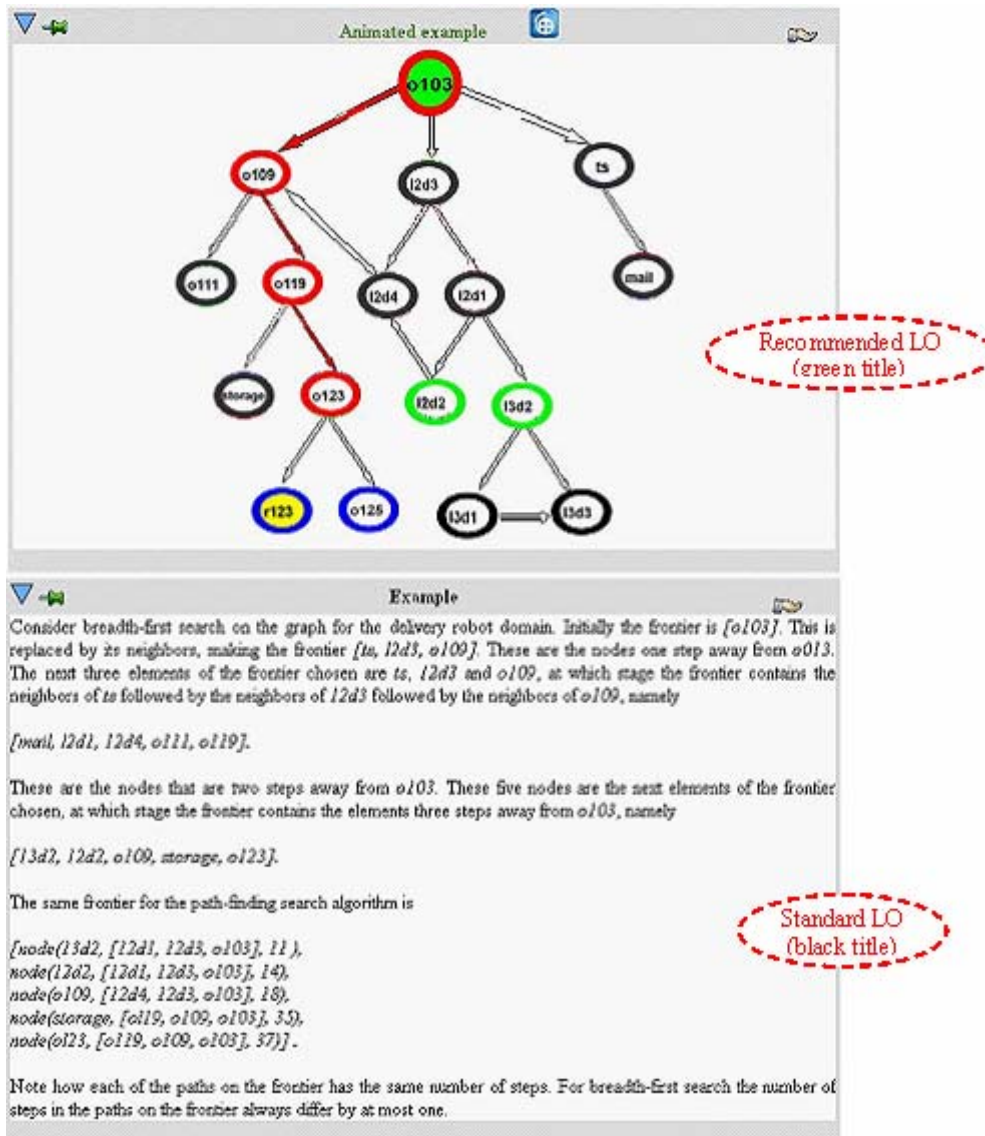 Animated example
o103
o109
l2d3
ts
o111
o119
l2d4
l2d1
mail
Recommended LO
(green title)
storage
o123
l2d2
l3d2
r123
o125
l3d1
l3d3
Example
Consider breadth-first search on the graph for the delivery robot domain. Initially the frontier is [o103]. This is
replaced by its neighbors, making the frontier [ts, l2d3, o109]. These are the nodes one step away from o013.
The next three elements of the frontier chosen are ts, l2d3 and o109, at which stage the frontier contains the
neighbors of ts followed by the neighbors of l2d3 followed by the neighbors of o109, namely
[mail, l2d1, l2d4, o111, o119].
These are the nodes that are two steps away from o103. These five nodes are the next elements of the frontier
chosen, at which stage the frontier contains the elements three steps away from o103, namely
[l3d2, l2d2, o109, storage, o123].
The same frontier for the path-finding search algorithm is
[node(l3d2, [l2d1, l2d3, o103], 11 ),
node(l2d2, [l2d1, l2d3, o103], 14),
node(o109, [l2d4, l2d3, o103], 18),
node(storage, [o119, o109, o103], 35),
node(o123, [o119, o109, o103], 37)] .
Standard LO
(black title)
Note how each of the paths on the frontier has the same number of steps. For breadth-first search the number of
steps in the paths on the frontier always differ by at most one.